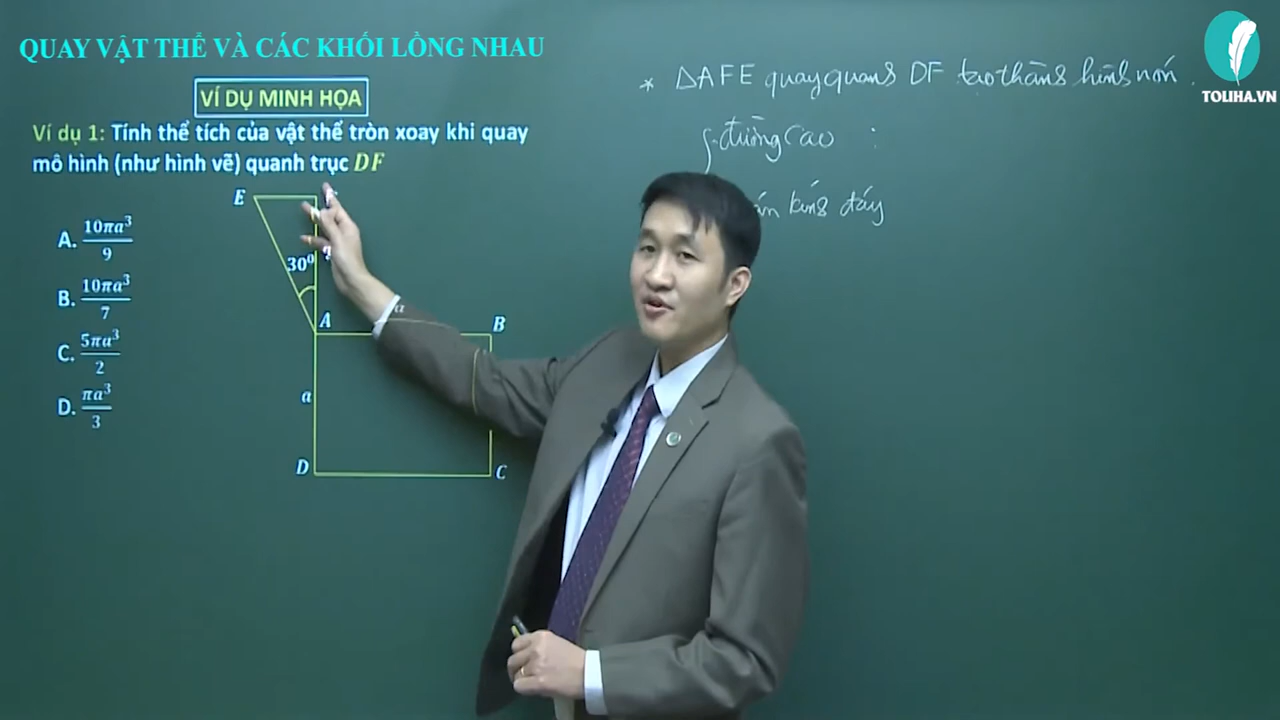 QUAY VẬT THỂ VÀ CÁC KHỐI LỒNG NHAU
VÍ DỤ MINH HỌA
Ví dụ 1: Tính thể tích của vật thể tròn xoay khi quay
mô hình (như hình vẽ) quanh trục DF
A. 10πa³/9
B. 10πa³/7
C. 5πa³/2
D. πa³/3
E
30⁰
A
a
B
a
D
C
* ΔAFE quay quanh DF tạo thành hình nón.
đường cao :
kính đáy
TOLIHA.VN